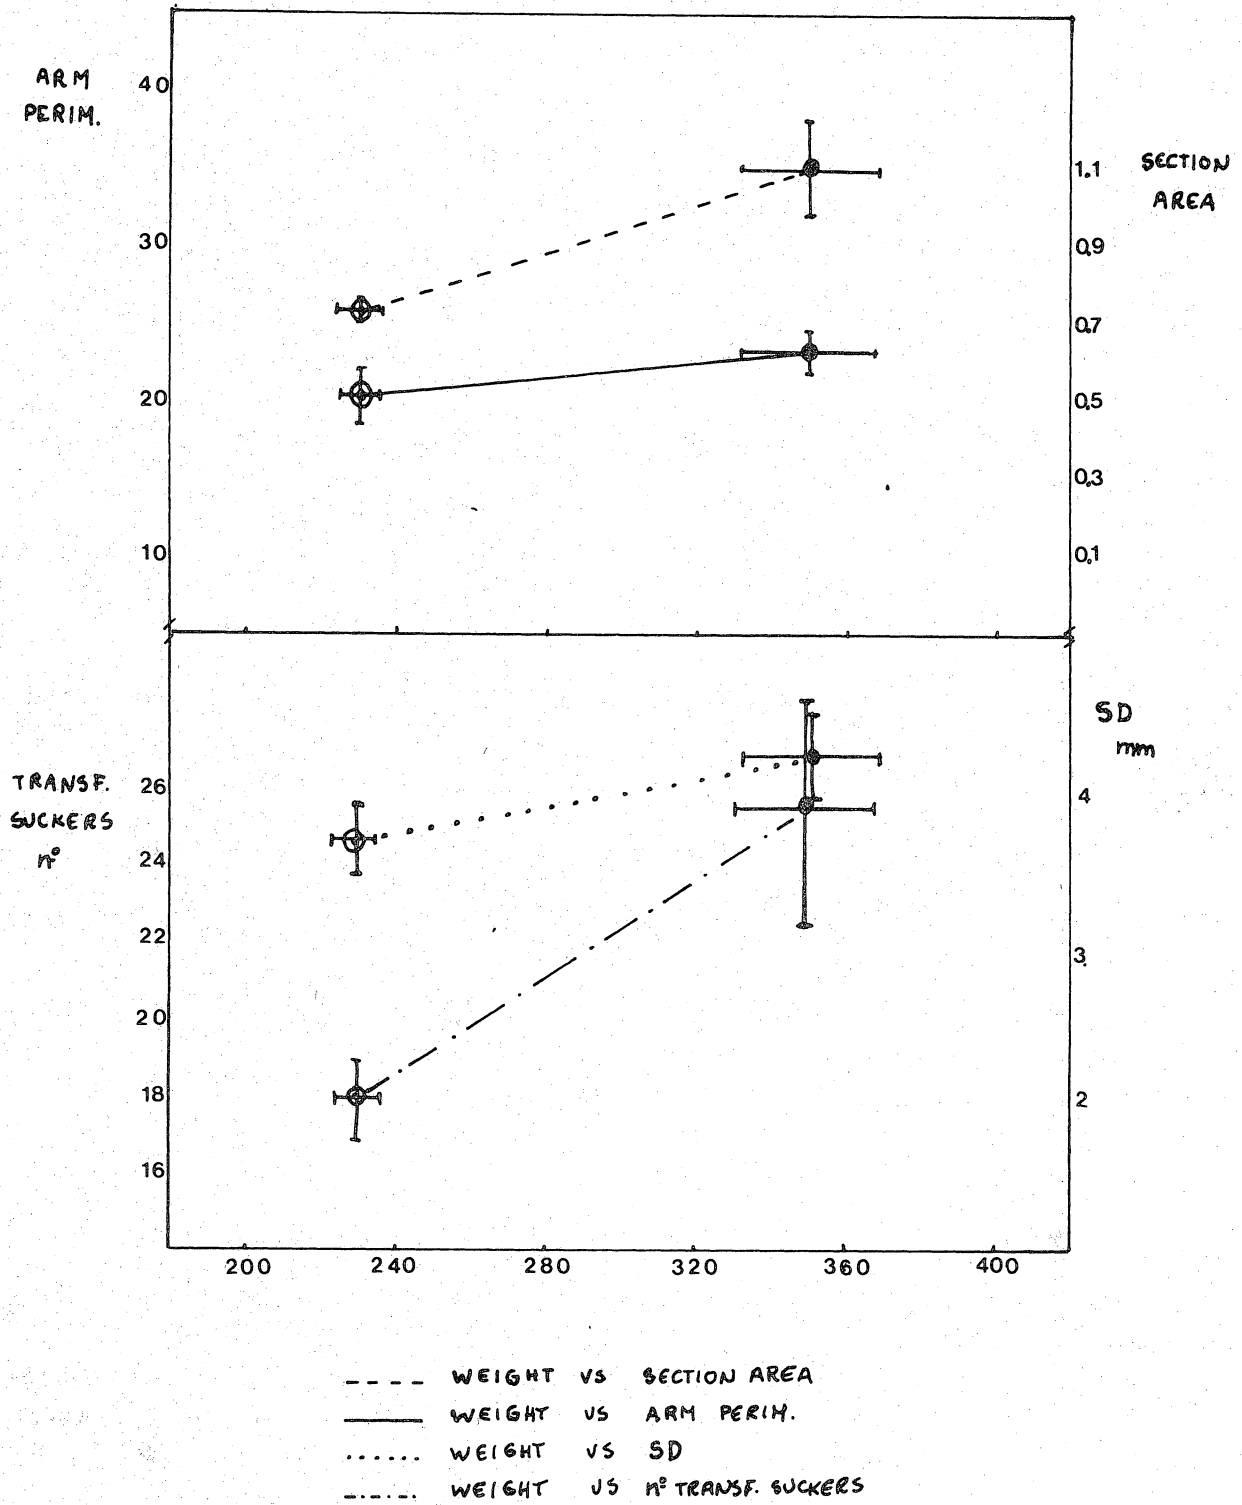 ARM
PERIM.
40
30
20
10
1.1
0.9
0.7
0.5
0.3
0.1
SECTION
AREA
TRANSF.
SUCKERS
nº
26
24
22
20
18
16
SD
mm
4
3
2
200 240 280 320 360 400
WEIGHT VS SECTION AREA
WEIGHT VS ARM PERIM.
WEIGHT VS SD
WEIGHT VS nº TRANSF. SUCKERS